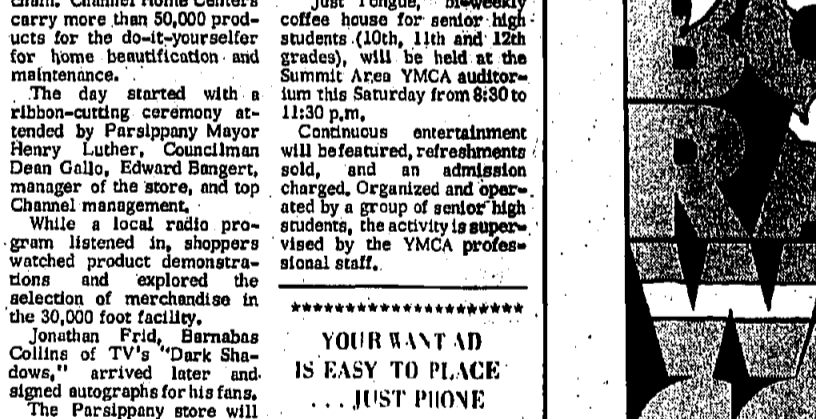 carry more than 50,000 prod-
ucts for the do-it-yourselfer
for home beautification and
maintenance.
The day started with a
ribbon-cutting ceremony at-
tended by Parsippany Mayor
Henry Luther, Councilman
Dean Gallo, Edward Bangert,
manager of the store, and top
Channel management.
While a local radio pro-
gram listened in, shoppers
watched product demonstra-
tions and explored the
selection of merchandise in
the 30,000 foot facility.
Jonathan Frid, Barnabas
Collins of TV's "Dark Sha-
dows," arrived later and
signed autographs for his fans.
The Parsippany store will
Just Tongue," bi-weekly
coffee house for senior high
students (10th, 11th and 12th
grades), will be held at the
Summit Area YMCA auditor-
ium this Saturday from 8:30 to
11:30 p.m.
Continuous entertainment
will be featured, refreshments
sold, and an admission
charged. Organized and oper-
ated by a group of senior high
students, the activity is super-
vised by the YMCA profes-
sional staff.
***********************
YOUR WANT AD
IS EASY TO PLACE
... JUST PHONE